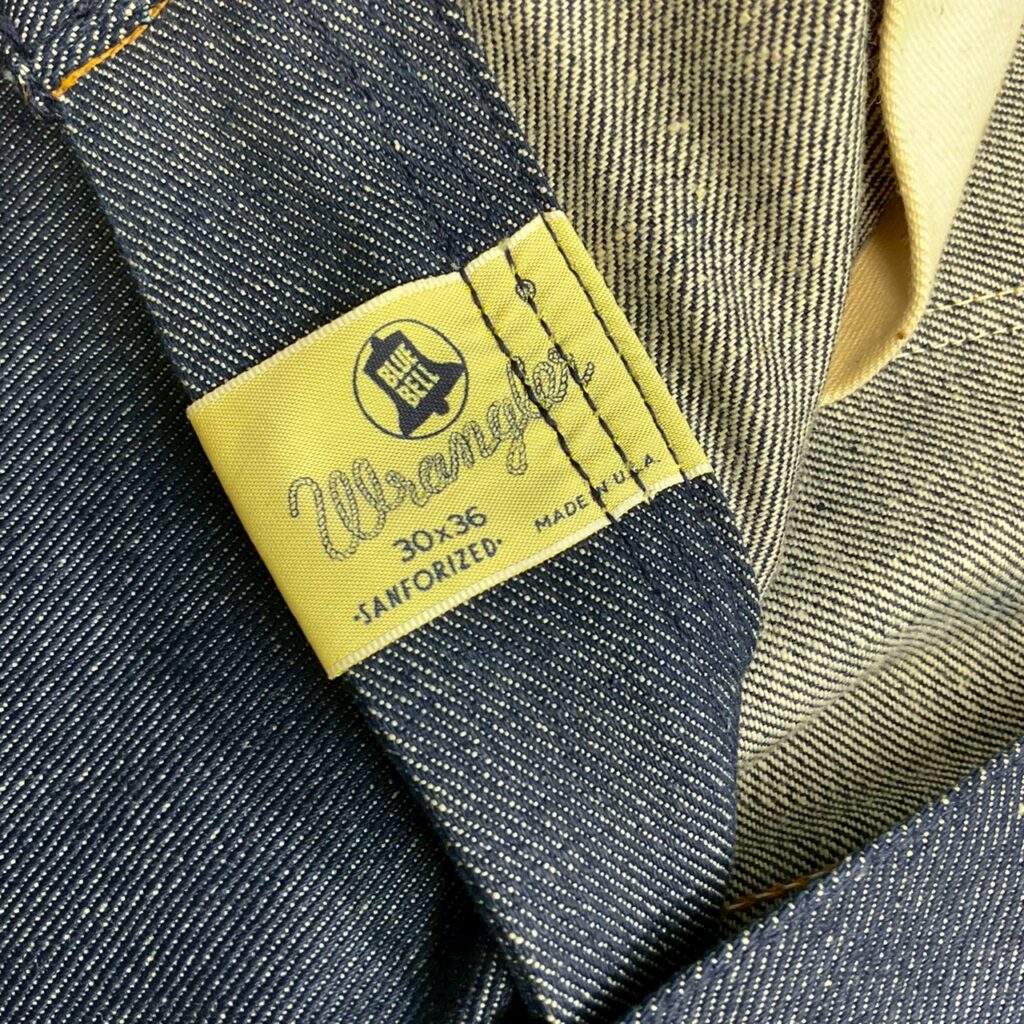 BLUE
BELL
Wrangler
30x36
·SANFORIZED·
MADE IN U.S.A.